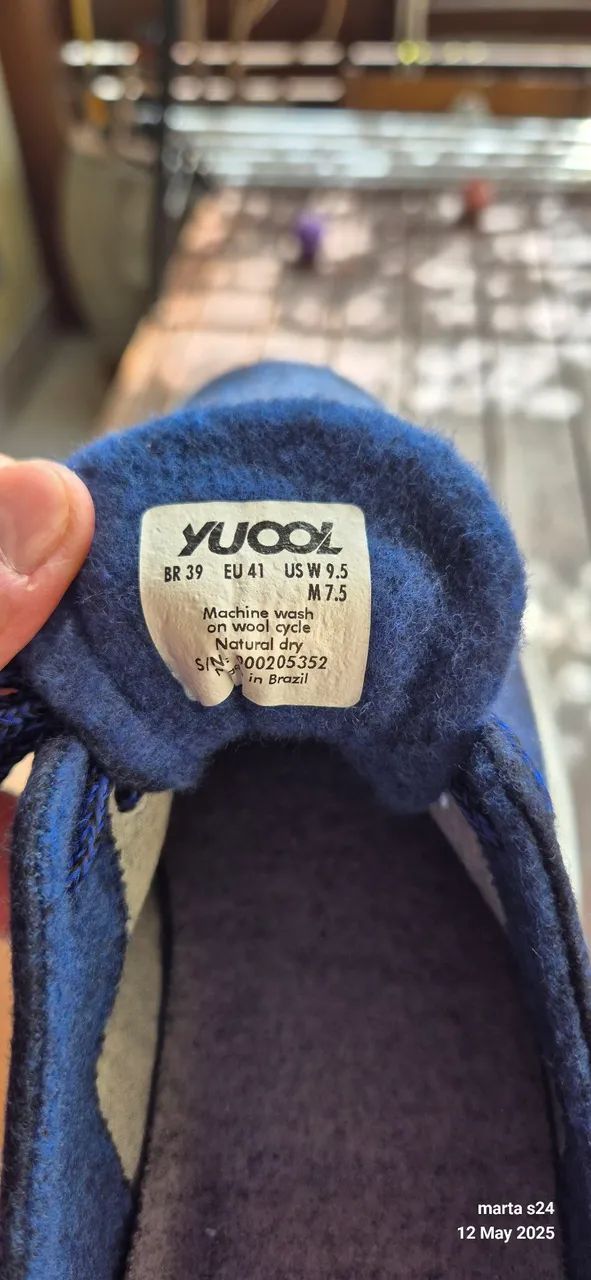 YUOOL
BR 39 EU 41 US W 9.5
M 7.5
Machine wash
on wool cycle
Natural dry
S/N: 000205352
in Brazil
marta s24
12 May 2025